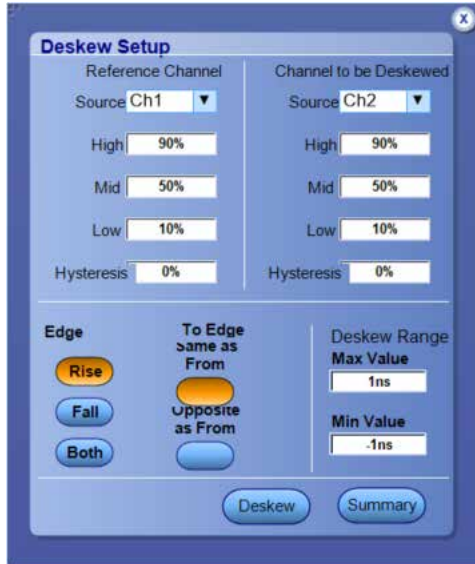 X
Deskew Setup
Reference Channel
Source Ch1
High 90%
Mid 50%
Low 10%
Hysteresis 0%
Channel to be Deskewed
Source Ch2
High 90%
Mid 50%
Low 10%
Hysteresis 0%
Edge
Rise
Fall
Both
To Edge
Same as
From
Opposite
as From
Deskew Range
Max Value
1ns
Min Value
-1ns
Deskew
Summary